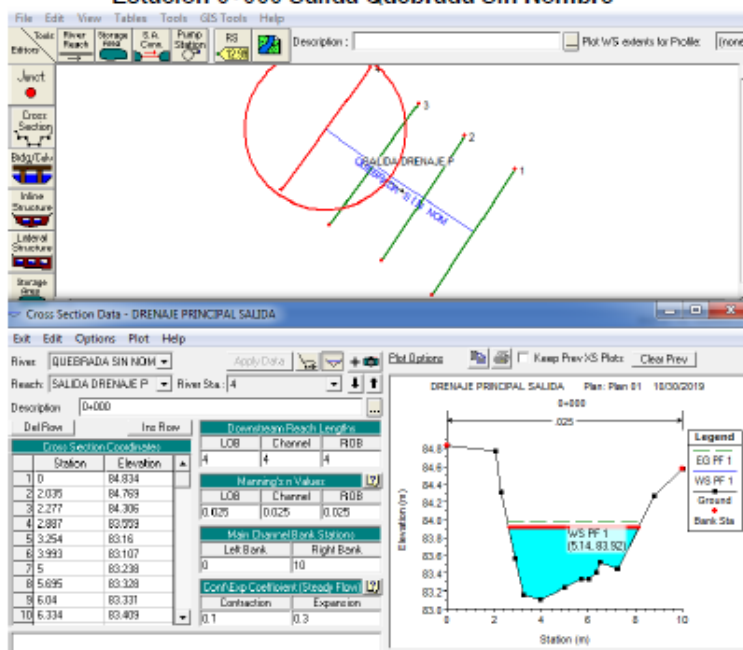 Estación 0+000 Salida Quebrada Sin Nombre
File Edit View Tables Tools GIS Tools Help
Tools
Editors
River Reach
Storage Area
S.A. Conn.
Pump Station
RS
Description :
Plot WS extents for Profile:
(none
Junct
Cross Section
Bridg/Culv
Inline Structure
Lateral Structure
Storage Area
3
2
1
SALIDA DRENAJE P
Cross Section Data - DRENAJE PRINCIPAL SALIDA
Exit Edit Options Plot Help
River: QUEBRADA SIN NOM
Apply Data
Plot Options
Keep Prev XS Plots
Clear Prev
Reach: SALIDA DRENAJE P
River Sta.: 4
Description 0+000
Del Row
Ins Row
Cross Section Coordinates
Station Elevation
1 0 84.834
2 2.035 84.769
3 2.277 84.306
4 2.887 83.559
5 3.254 83.16
6 3.993 83.107
7 5 83.238
8 5.695 83.328
9 6.04 83.331
10 6.334 83.409
Downstream Reach Lengths
LOB Channel ROB
4 4 4
Manning's n Values
LOB Channel ROB
0.025 0.025 0.025
Main Channel Bank Stations
Left Bank Right Bank
0 10
Cont\Exp Coefficient (Steady Flow)
Contraction Expansion
0.1 0.3
DRENAJE PRINCIPAL SALIDA Plan: Plan 01 10/30/2019
0+000
.025
Elevation (m)
84.8
84.6
84.4
84.2
84.0
83.8
83.6
83.4
83.2
83.0
WS PF 1
(5.14, 83.92)
0 2 4 6 8 10
Station (m)
Legend
EG PF 1
WS PF 1
Ground
Bank Sta